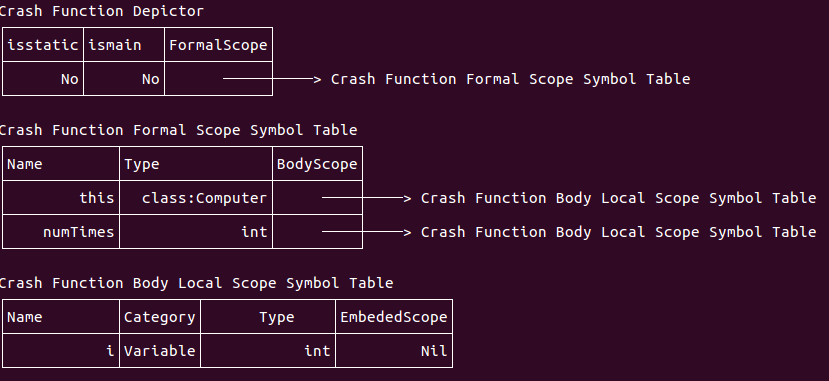 Crash Function Depictor
isstatic ismain FormalScope
No No > Crash Function Formal Scope Symbol Table
Crash Function Formal Scope Symbol Table
Name Type BodyScope
this class:Computer > Crash Function Body Local Scope Symbol Table
numTimes int > Crash Function Body Local Scope Symbol Table
Crash Function Body Local Scope Symbol Table
Name Category Type EmbededScope
i Variable int Nil